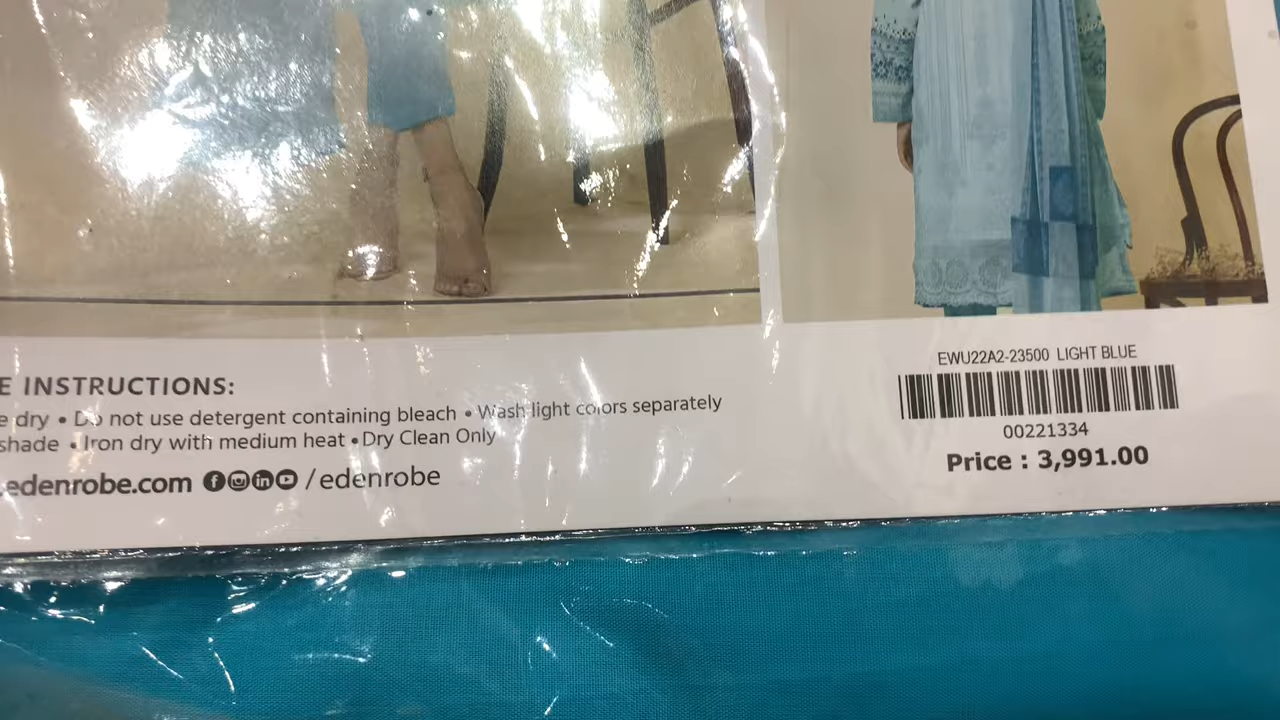 E INSTRUCTIONS:
e dry • Do not use detergent containing bleach • Wash light colors separately
shade • Iron dry with medium heat • Dry Clean Only
.edenrobe.com /edenrobe
EWU22A2-23500 LIGHT BLUE
00221334
Price : 3,991.00